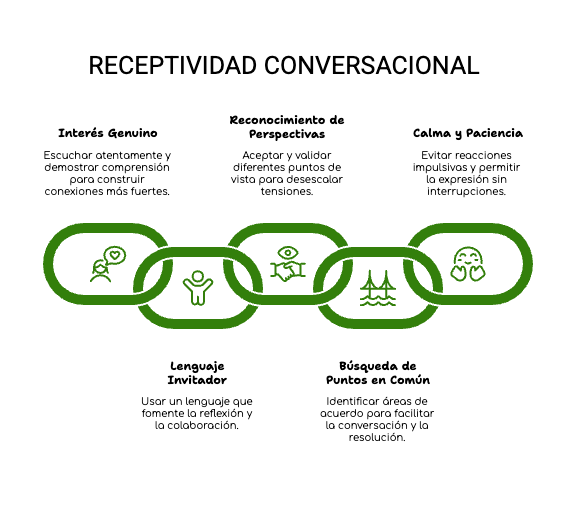 RECEPTIVIDAD CONVERSACIONAL
Interés Genuino
Escuchar atentamente y
demostrar comprensión
para construir
conexiones más fuertes.
Reconocimiento de
Perspectivas
Aceptar y validar
diferentes puntos de
vista para desescalar
tensiones.
Calma y Paciencia
Evitar reacciones
impulsivas y permitir
la expresión sin
interrupciones.
Lenguaje
Invitador
Usar un lenguaje que
fomente la reflexión y
la colaboración.
Búsqueda de
Puntos en Común
Identificar áreas de
acuerdo para facilitar
la conversación y la
resolución.